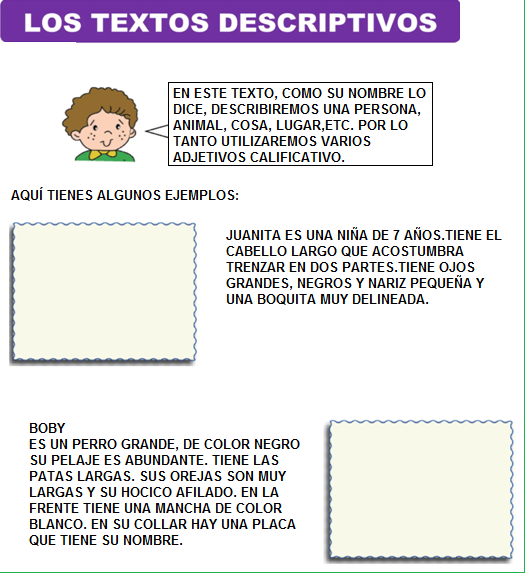 LOS TEXTOS DESCRIPTIVOS
EN ESTE TEXTO, COMO SU NOMBRE LO
DICE, DESCRIBIREMOS UNA PERSONA,
ANIMAL, COSA, LUGAR,ETC. POR LO
TANTO UTILIZAREMOS VARIOS
ADJETIVOS CALIFICATIVO.
AQUÍ TIENES ALGUNOS EJEMPLOS:
JUANITA ES UNA NIÑA DE 7 AÑOS.TIENE EL
CABELLO LARGO QUE ACOSTUMBRA
TRENZAR EN DOS PARTES.TIENE OJOS
GRANDES, NEGROS Y NARIZ PEQUEÑA Y
UNA BOQUITA MUY DELINEADA.
BOBY
ES UN PERRO GRANDE, DE COLOR NEGRO
SU PELAJE ES ABUNDANTE. TIENE LAS
PATAS LARGAS. SUS OREJAS SON MUY
LARGAS Y SU HOCICO AFILADO. EN LA
FRENTE TIENE UNA MANCHA DE COLOR
BLANCO. EN SU COLLAR HAY UNA PLACA
QUE TIENE SU NOMBRE.